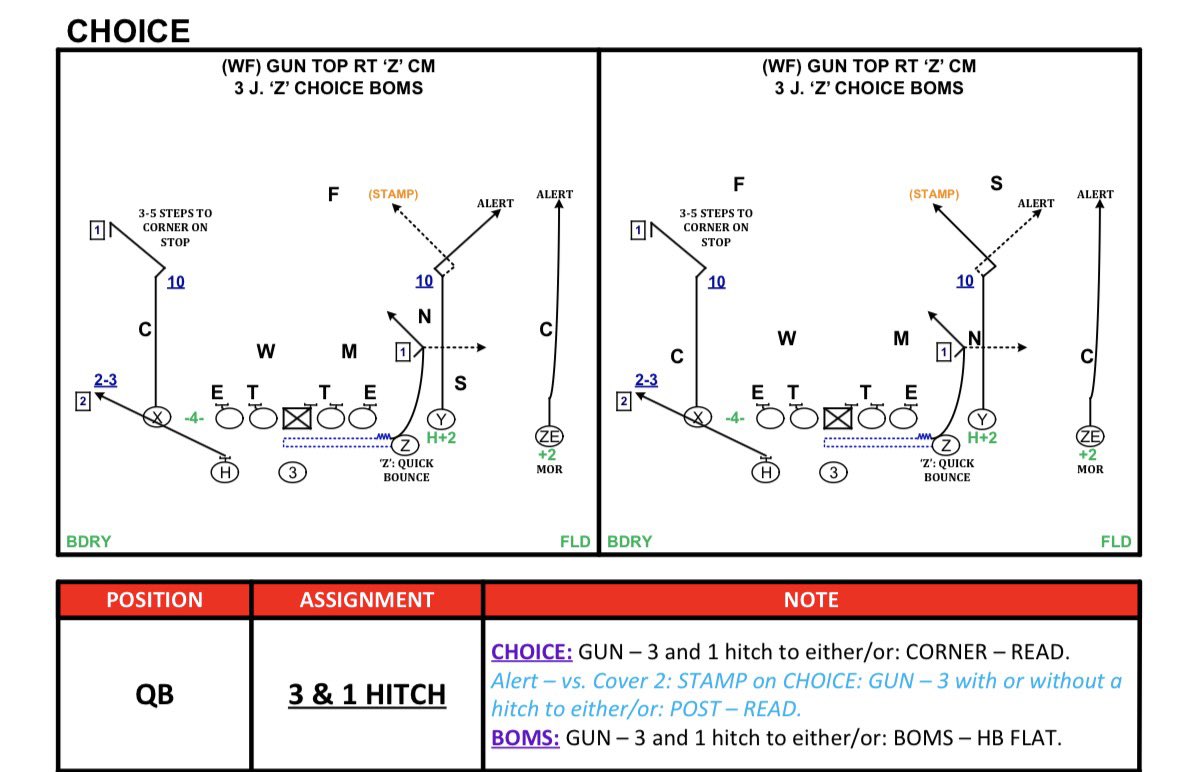 CHOICE
(WF) GUN TOP RT ‘Z’ CM
3 J. ‘Z’ CHOICE BOMS
F
(STAMP)
ALERT
ALERT
1
3-5 STEPS TO
CORNER ON
STOP
10
10
C
N
C
W
M
1
2-3
2
E
T
T
E
S
X
-4-
Y
H+2
Z
ZE
+2
MOR
H
3
‘Z’: QUICK
BOUNCE
BDRY
FLD
(WF) GUN TOP RT ‘Z’ CM
3 J. ‘Z’ CHOICE BOMS
F
S
(STAMP)
ALERT
ALERT
1
3-5 STEPS TO
CORNER ON
STOP
10
10
W
M
N
C
1
C
2-3
2
E
T
T
E
X
-4-
Y
H+2
Z
ZE
+2
MOR
H
3
‘Z’: QUICK
BOUNCE
BDRY
FLD
POSITION
ASSIGNMENT
NOTE
QB
3 & 1 HITCH
CHOICE: GUN – 3 and 1 hitch to either/or: CORNER – READ.
Alert – vs. Cover 2: STAMP on CHOICE: GUN – 3 with or without a
hitch to either/or: POST – READ.
BOMS: GUN – 3 and 1 hitch to either/or: BOMS – HB FLAT.